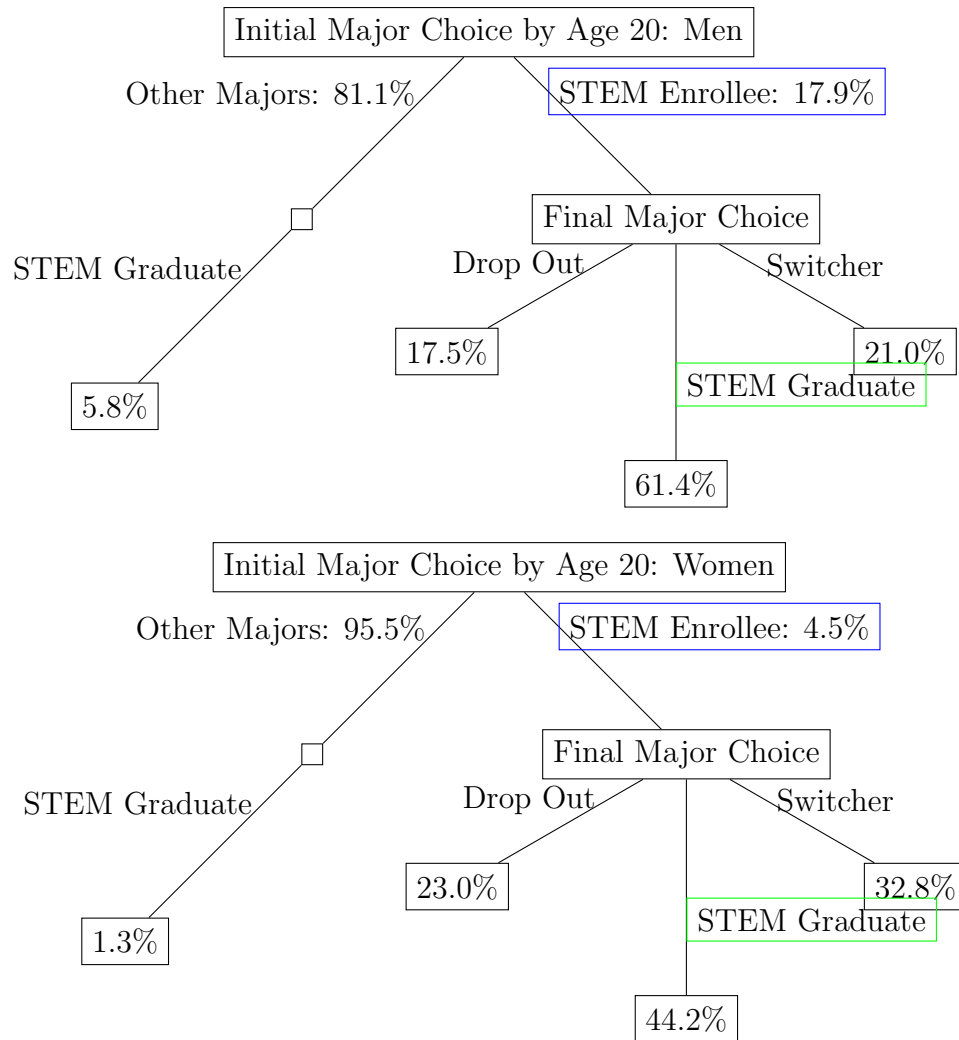 Initial Major Choice by Age 20: Men
Other Majors: 81.1%
STEM Enrollee: 17.9%
Final Major Choice
STEM Graduate
Drop Out
Switcher
17.5%
21.0%
STEM Graduate
5.8%
61.4%
Initial Major Choice by Age 20: Women
Other Majors: 95.5%
STEM Enrollee: 4.5%
Final Major Choice
STEM Graduate
Drop Out
Switcher
23.0%
32.8%
STEM Graduate
1.3%
44.2%